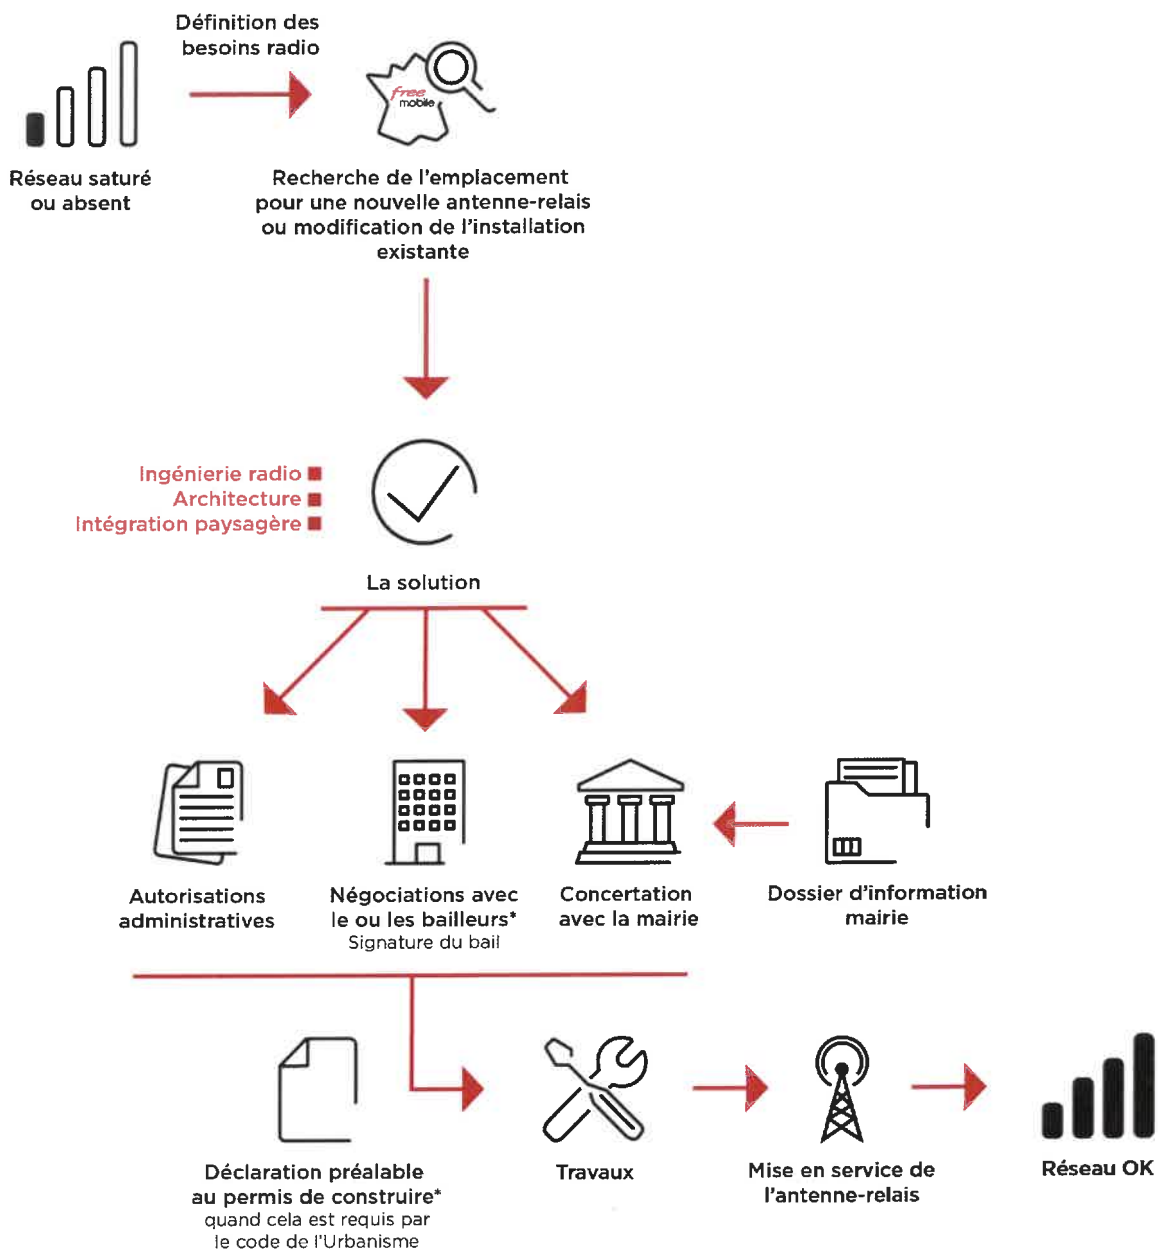 Définition des
besoins radio
free
mobile
Réseau saturé
ou absent
Recherche de l'emplacement
pour une nouvelle antenne-relais
ou modification de l'installation
existante
Ingénierie radio
Architecture
Intégration paysagère
La solution
Autorisations
administratives
Négociations avec
le ou les bailleurs*
Signature du bail
Concertation
avec la mairie
Dossier d'information
mairie
Déclaration préalable
au permis de construire*
quand cela est requis par
le code de l'Urbanisme
Travaux
Mise en service de
l'antenne-relais
Réseau OK